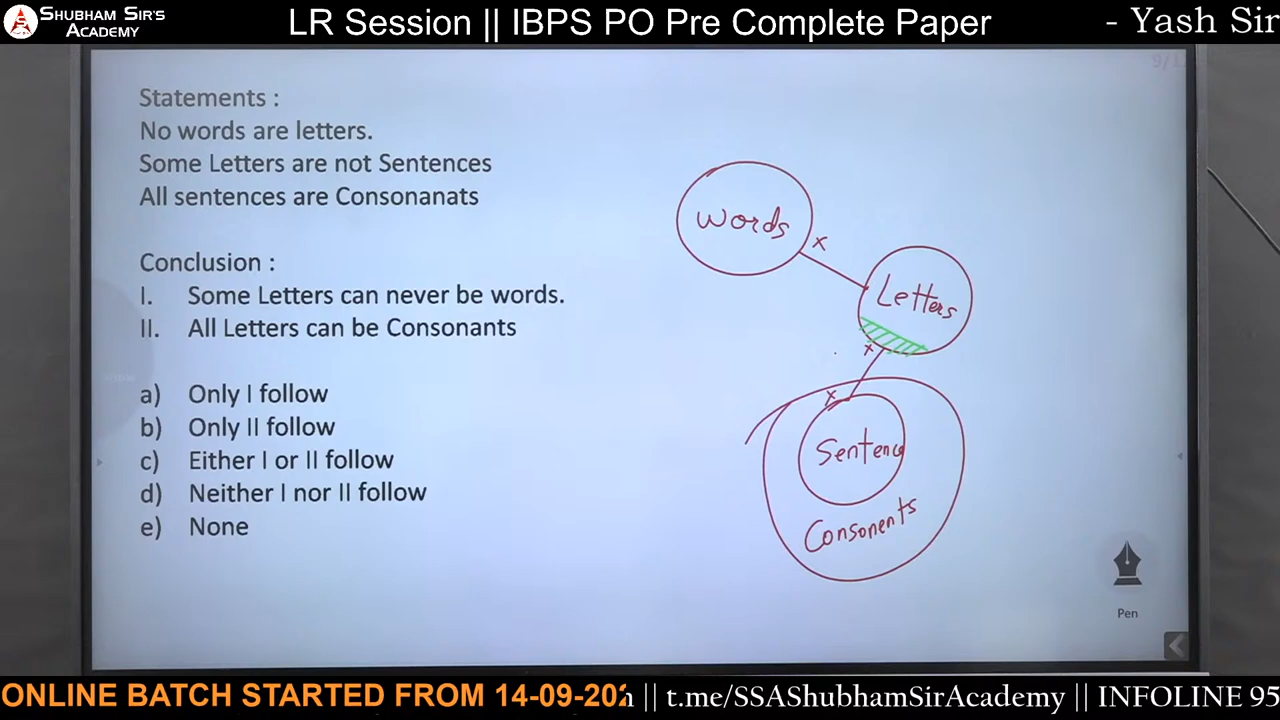 SHUBHAM SIR'S
ACADEMY
LR Session || IBPS PO Pre Complete Paper
- Yash Sir
9/1
Statements :
No words are letters.
Some Letters are not Sentences
All sentences are Consonanats
Conclusion :
I. Some Letters can never be words.
II. All Letters can be Consonants
a) Only I follow
b) Only II follow
c) Either I or II follow
d) Neither I nor II follow
e) None
words
x
Letters
x
x
Sentence
Consonents
Pen
ONLINE BATCH STARTED FROM 14-09-202
|| t.me/SSAShubhamSirAcademy || INFOLINE 95